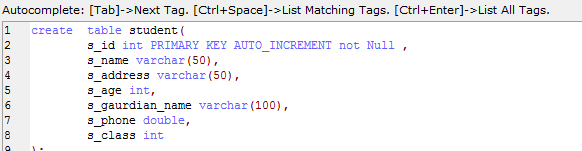 Autocomplete: [Tab]->Next Tag. [Ctrl+Space]->List Matching Tags. [Ctrl+Enter]->List All Tags.
1 create  table student(
2 s_id int PRIMARY KEY AUTO_INCREMENT not Null ,
3 s_name varchar(50),
4 s_address varchar(50),
5 s_age int,
6 s_gaurdian_name varchar(100),
7 s_phone double,
8 s_class int
9 );